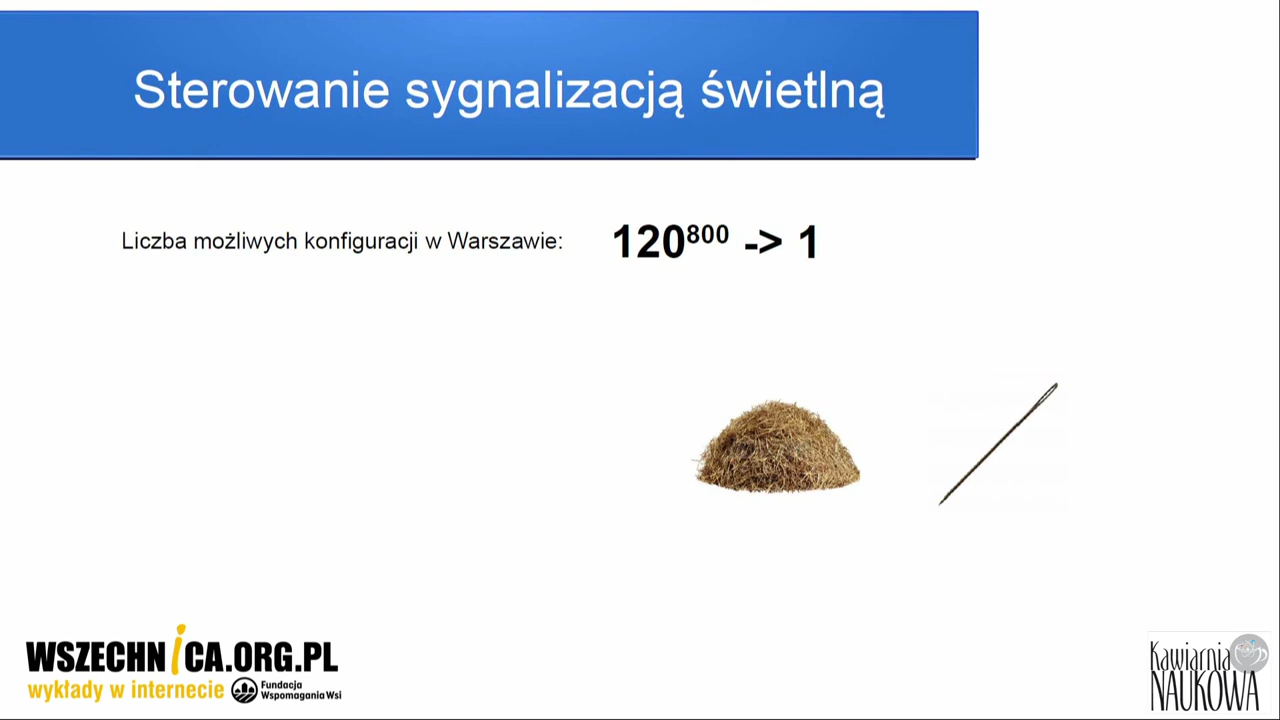 Sterowanie sygnalizacją świetlną
Liczba możliwych konfiguracji w Warszawie: 120⁸⁰⁰ -> 1
WSZECHNiCA.ORG.PL
wykłady w internecie
Fundacja
Wspomagania Wsi
Kawiarnia
NAUKOWA